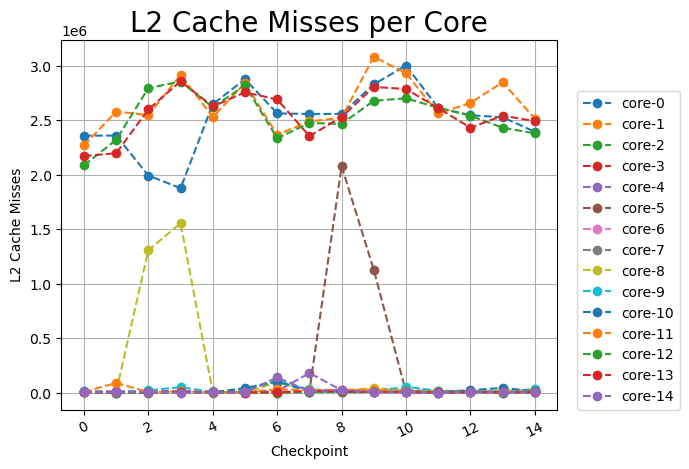 L2 Cache Misses per Core
1e6
3.0
2.5
2.0
1.5
1.0
0.5
0.0
L2 Cache Misses
0 2 4 6 8 10 12 14
Checkpoint
core-0
core-1
core-2
core-3
core-4
core-5
core-6
core-7
core-8
core-9
core-10
core-11
core-12
core-13
core-14